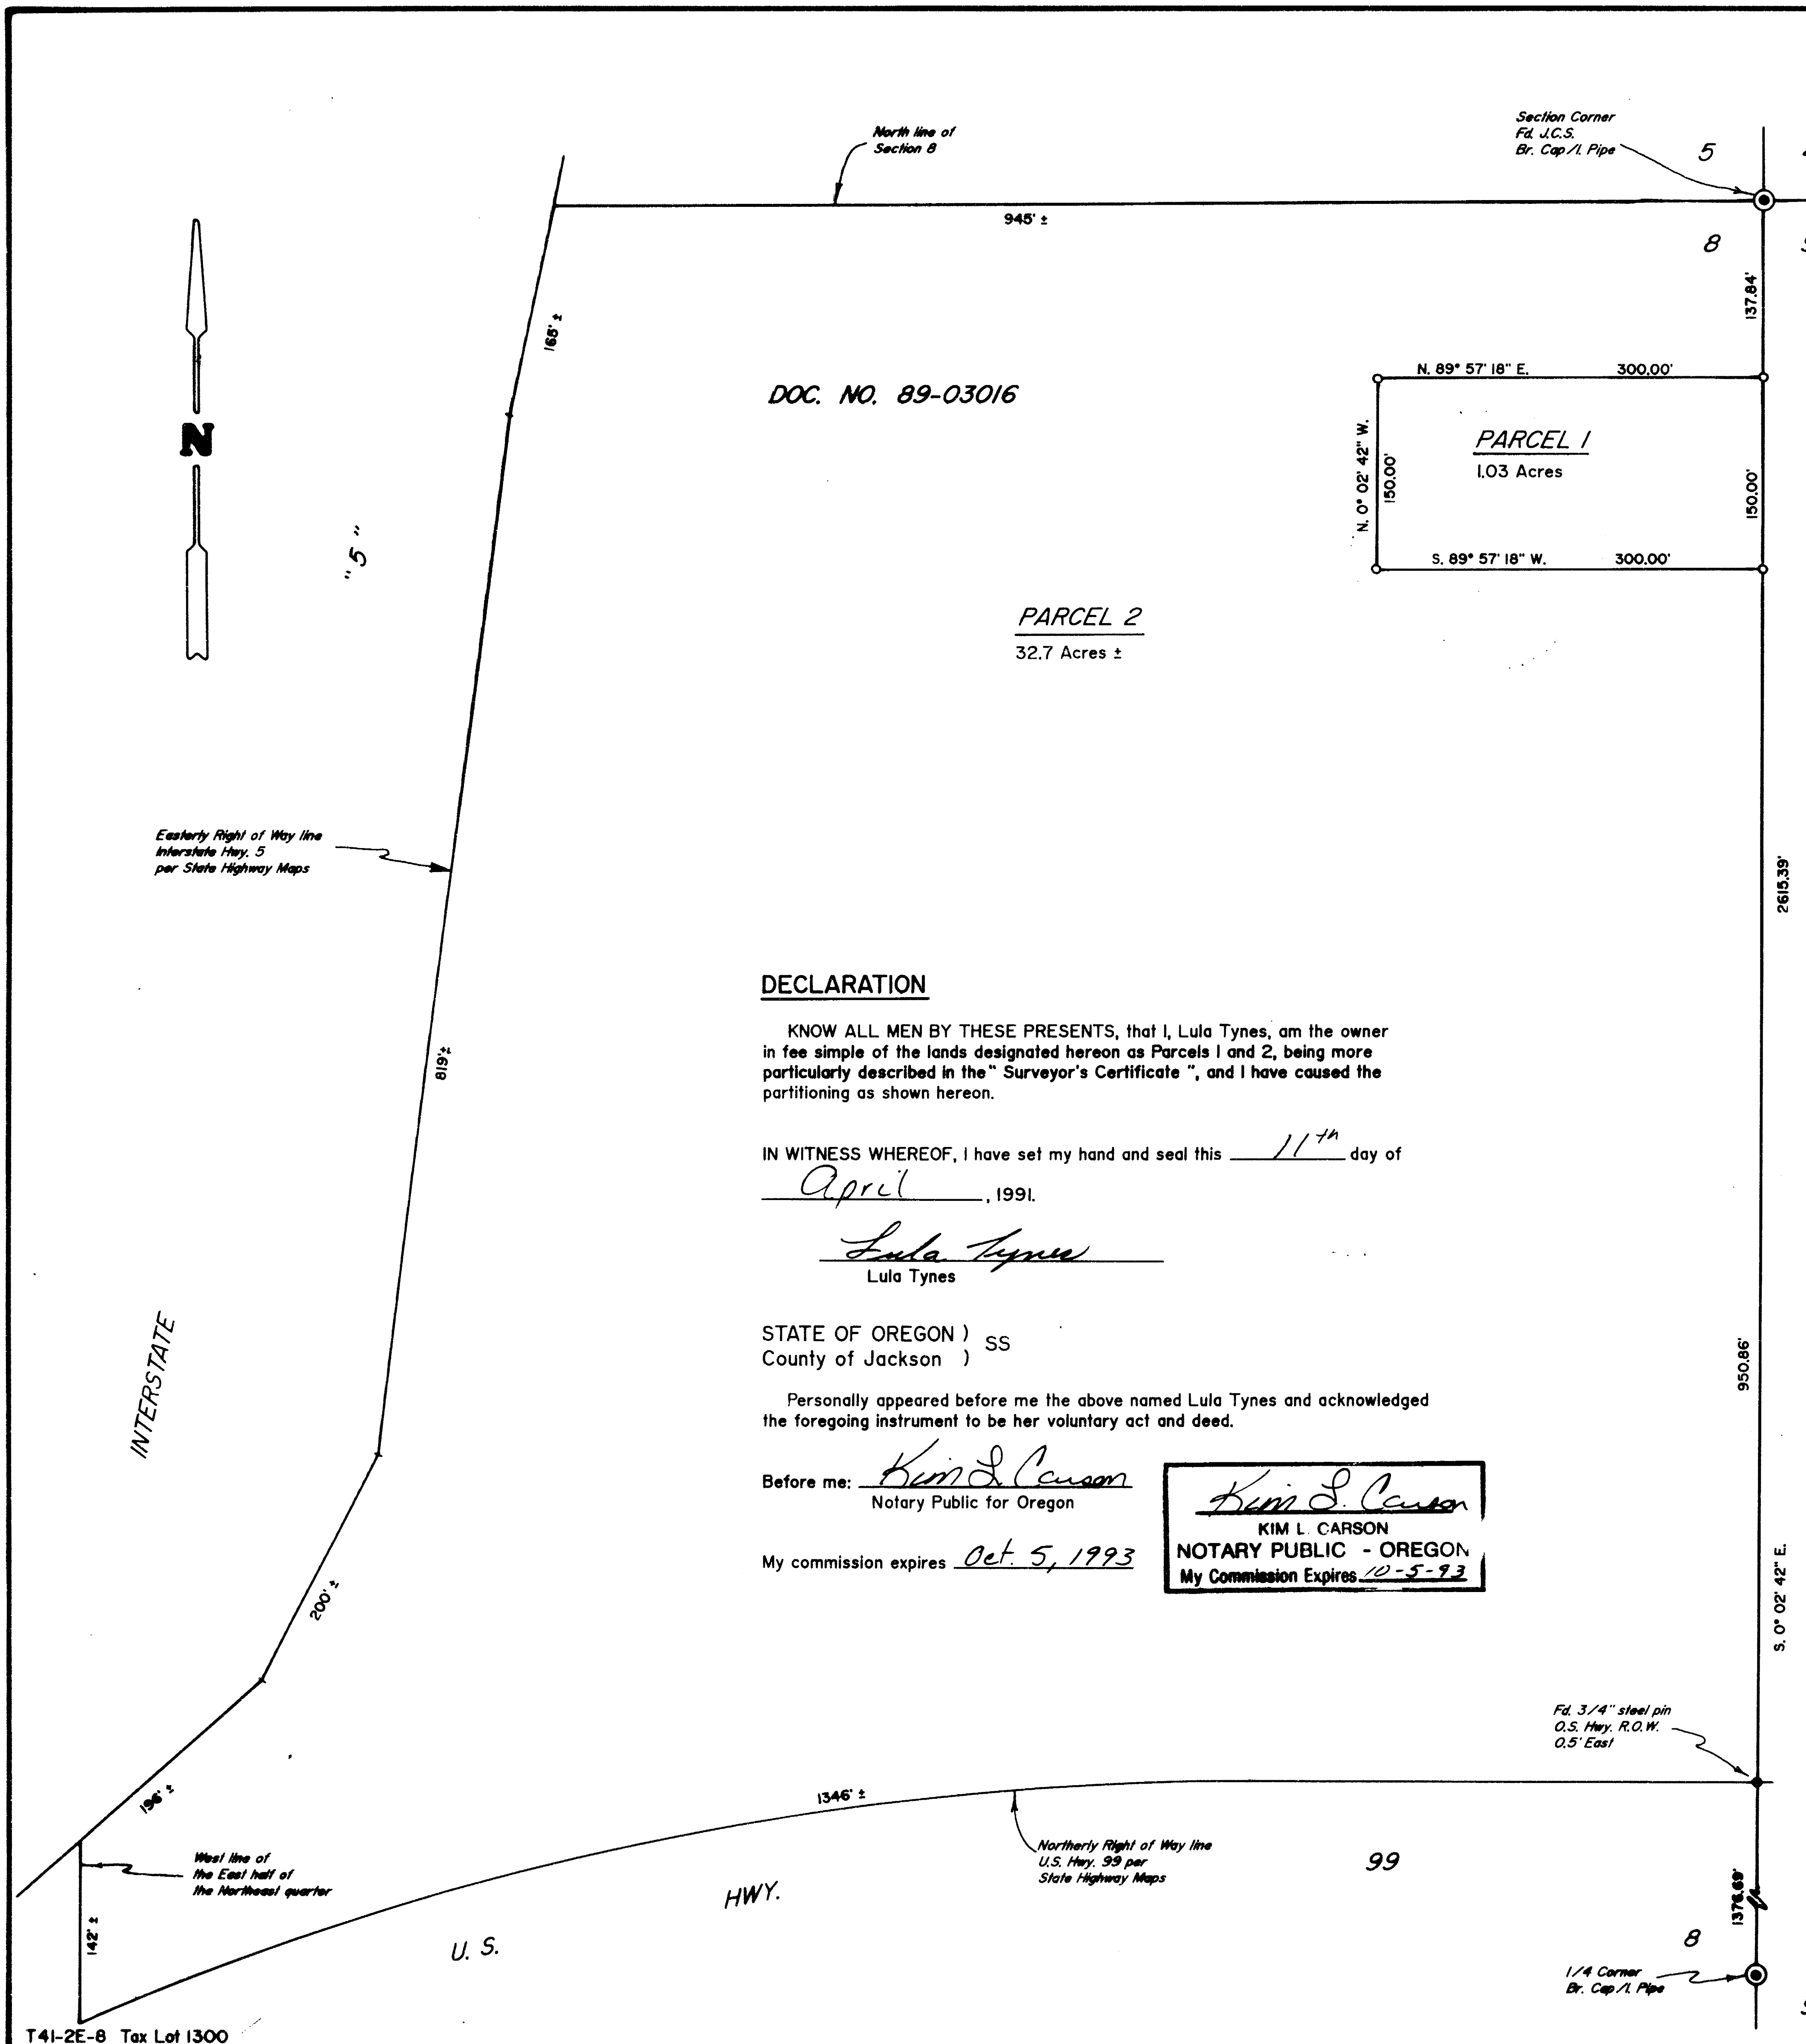 North line of
Section 8
Section Corner
Fd. J.C.S.
Br. Cap /I. Pipe
5
945' ±
8
137.84'
165' ±
DOC. NO. 89-03016
N. 89° 57' 18" E. 300.00'
N
N. 0° 02' 42" W.
150.00'
PARCEL 1
1.03 Acres
150.00'
S. 89° 57' 18" W. 300.00'
" 5 "
PARCEL 2
32.7 Acres ±
Easterly Right of Way line
Interstate Hwy. 5
per State Highway Maps
2615.39'
819'±
DECLARATION
KNOW ALL MEN BY THESE PRESENTS, that I, Lula Tynes, am the owner
in fee simple of the lands designated hereon as Parcels 1 and 2, being more
particularly described in the " Surveyor's Certificate ", and I have caused the
partitioning as shown hereon.
IN WITNESS WHEREOF, I have set my hand and seal this 11th day of
April, 1991.
Lula Tynes
Lula Tynes
INTERSTATE
STATE OF OREGON ) SS
County of Jackson )
950.86'
Personally appeared before me the above named Lula Tynes and acknowledged
the foregoing instrument to be her voluntary act and deed.
Before me: Kim L Carson
Notary Public for Oregon
My commission expires Oct. 5, 1993
Kim L. Carson
KIM L. CARSON
NOTARY PUBLIC - OREGON
My Commission Expires 10-5-93
200' ±
S. 0° 02' 42" E.
Fd. 3/4" steel pin
O.S. Hwy. R.O.W.
0.5' East
196' ±
1346' ±
West line of
the East half of
the Northeast quarter
Northerly Right of Way line
U.S. Hwy. 99 per
State Highway Maps
99
HWY.
1376.69'
142' ±
U. S.
8
1/4 Corner
Br. Cap /I. Pipe
T41-2E-8 Tax Lot 1300